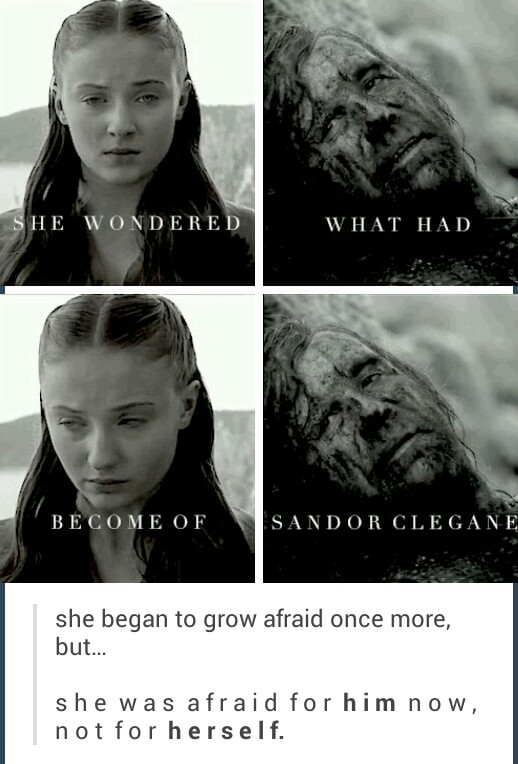 SHE WONDERED
WHAT HAD
BECOME OF
SANDOR CLEGANE
she began to grow afraid once more,
but...
she was afraid for him now,
not for herself.